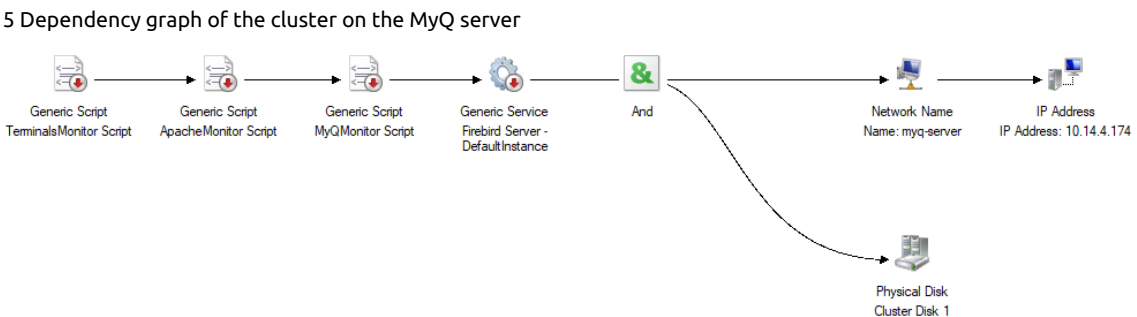 5 Dependency graph of the cluster on the MyQ server
&
Generic Script
TerminalsMonitor Script
Generic Script
ApacheMonitor Script
Generic Script
MyQMonitor Script
Generic Service
Firebird Server -
DefaultInstance
And
Network Name
Name: myq-server
IP Address
IP Address: 10.14.4.174
Physical Disk
Cluster Disk 1